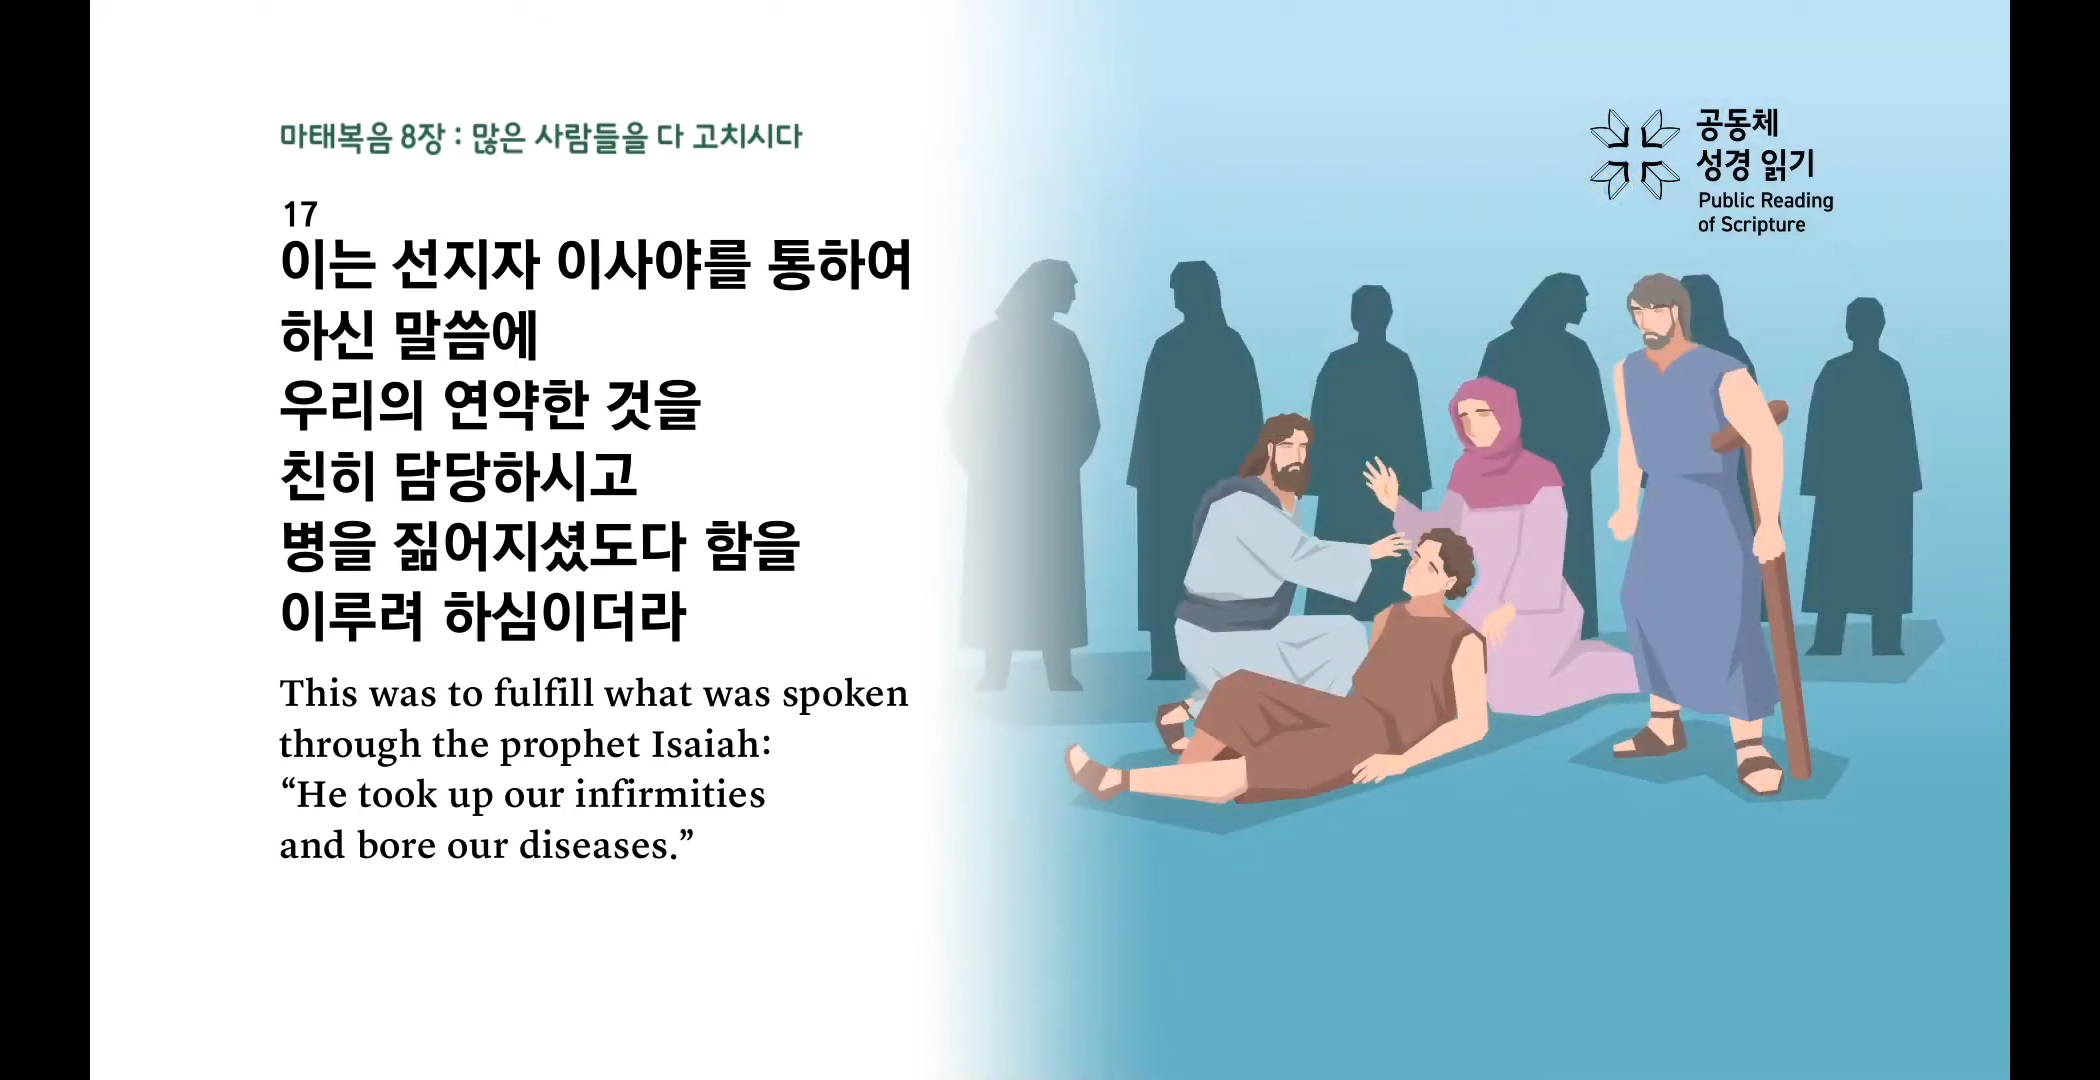 마태복음 8장 : 많은 사람들을 다 고치시다
17
이는 선지자 이사야를 통하여
하신 말씀에
우리의 연약한 것을
친히 담당하시고
병을 짊어지셨도다 함을
이루려 하심이더라
This was to fulfill what was spoken
through the prophet Isaiah:
“He took up our infirmities
and bore our diseases.”
공동체
성경 읽기
Public Reading
of Scripture